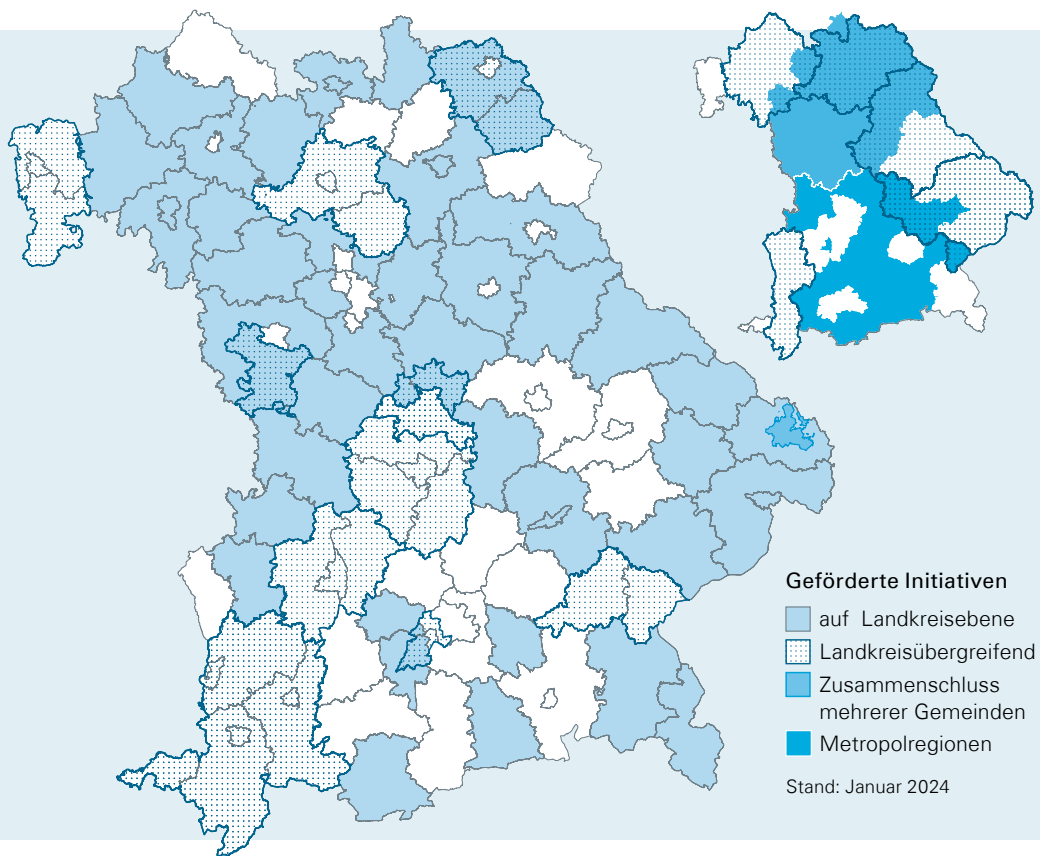 Geförderte Initiativen
auf Landkreisebene
Landkreisübergreifend
Zusammenschluss
mehrerer Gemeinden
Metropolregionen
Stand: Januar 2024